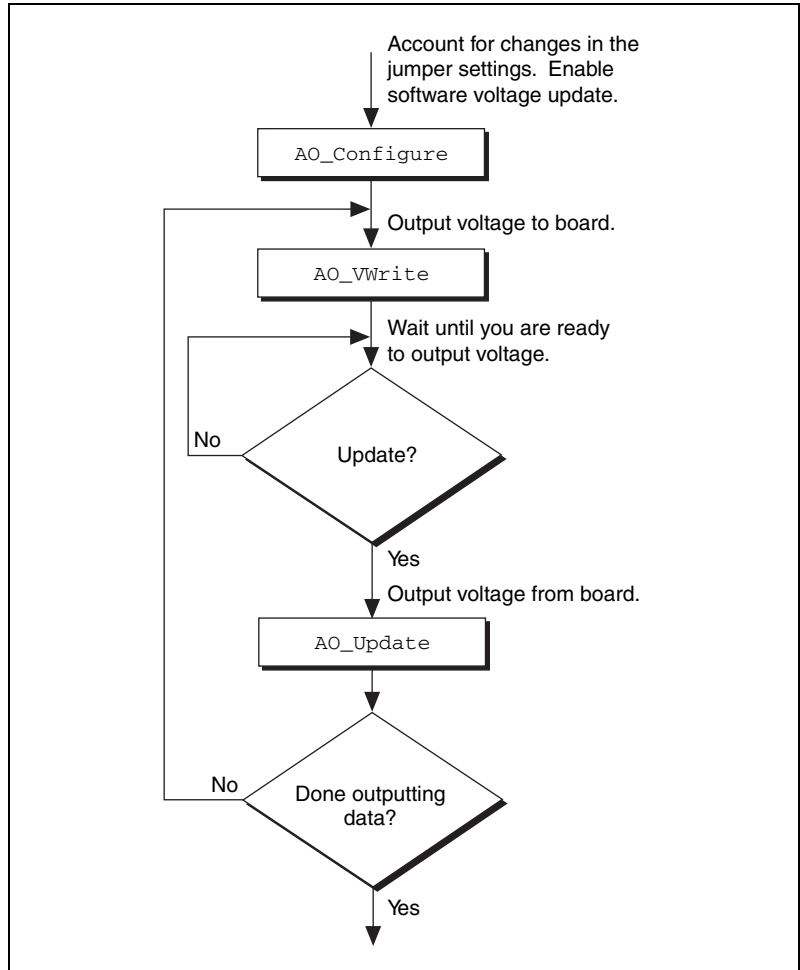 Account for changes in the
jumper settings.  Enable
software voltage update.
AO_Configure
Output voltage to board.
AO_VWrite
Wait until you are ready
to output voltage.
No
Update?
Yes
Output voltage from board.
AO_Update
No
Done outputting
data?
Yes